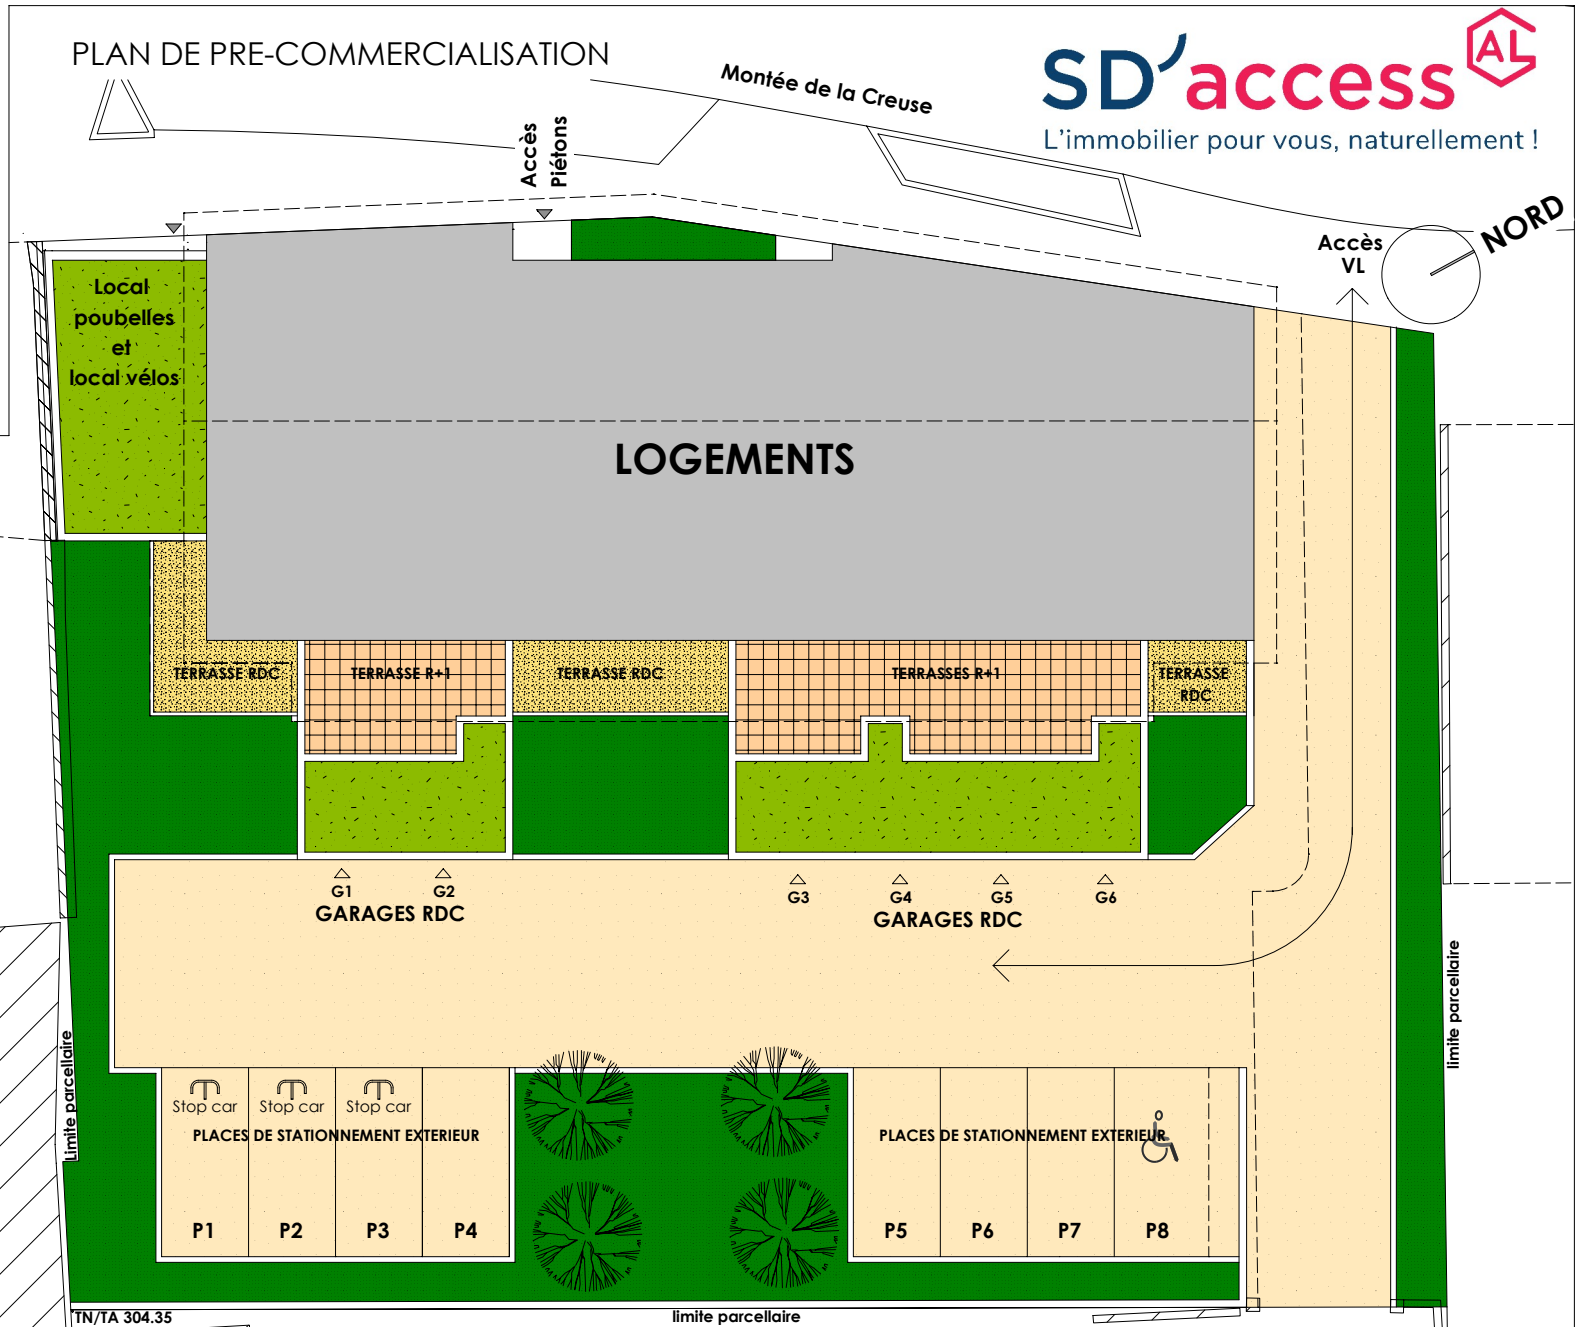 PLAN DE PRE-COMMERCIALISATION
SD'access AL
L'immobilier pour vous, naturellement !
Montée de la Creuse
Accès
Piétons
NORD
Accès
VL
Local
poubelles
et
local vélos
LOGEMENTS
TERRASSE RDC
TERRASSE R+1
TERRASSE RDC
TERRASSES R+1
TERRASSE
RDC
G1
G2
GARAGES RDC
G3
G4
G5
G6
GARAGES RDC
limite parcellaire
Limite parcellaire
Stop car
Stop car
Stop car
PLACES DE STATIONNEMENT EXTERIEUR
PLACES DE STATIONNEMENT EXTERIEUR
P1
P2
P3
P4
P5
P6
P7
P8
TN/TA 304.35
limite parcellaire